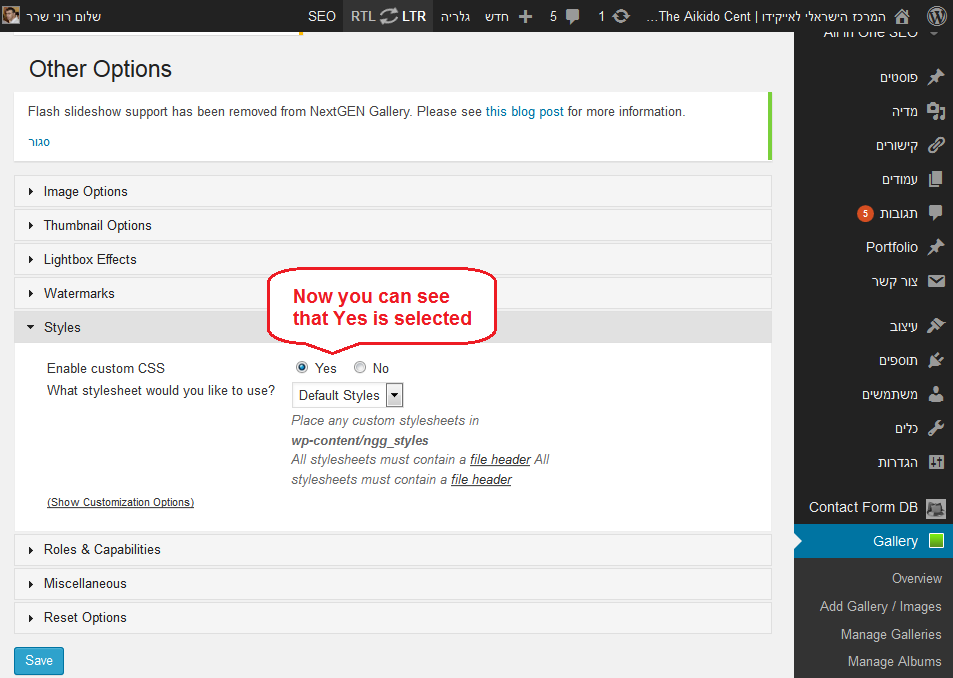 המרכז הישראלי לאייקידו | The Aikido Cent...
1
5
חדש
גלריה
RTL LTR
SEO
שלום רוני שרר
Other Options
Flash slideshow support has been removed from NextGEN Gallery. Please see this blog post for more information.
סגור
Image Options
Thumbnail Options
Lightbox Effects
Watermarks
Now you can see
that Yes is selected
Styles
Enable custom CSS
Yes No
What stylesheet would you like to use?
Default Styles
Place any custom stylesheets in
wp-content/ngg_styles
All stylesheets must contain a file header All
stylesheets must contain a file header
(Show Customization Options)
Roles & Capabilities
Miscellaneous
Reset Options
Save
All in One SEO
פוסטים
מדיה
קישורים
עמודים
תגובות 5
Portfolio
צור קשר
עיצוב
תוספים
משתמשים
כלים
הגדרות
Contact Form DB
Gallery
Overview
Add Gallery / Images
Manage Galleries
Manage Albums